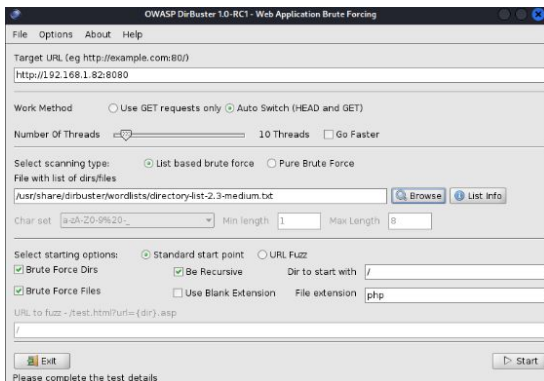 OWASP DirBuster 1.0-RC1 - Web Application Brute Forcing
File Options About Help
Target URL (eg http://example.com:80/)
http://192.168.1.82:8080
Work Method Use GET requests only Auto Switch (HEAD and GET)
Number Of Threads 10 Threads Go Faster
Select scanning type: List based brute force Pure Brute Force
File with list of dirs/files
/usr/share/dirbuster/wordlists/directory-list-2.3-medium.txt Browse List Info
Char set a-zA-Z0-9%20-_ Min length 1 Max Length 8
Select starting options: Standard start point URL Fuzz
Brute Force Dirs Be Recursive Dir to start with /
Brute Force Files Use Blank Extension File extension php
URL to fuzz - /test.html?url={dir}.asp
/
Exit Start
Please complete the test details